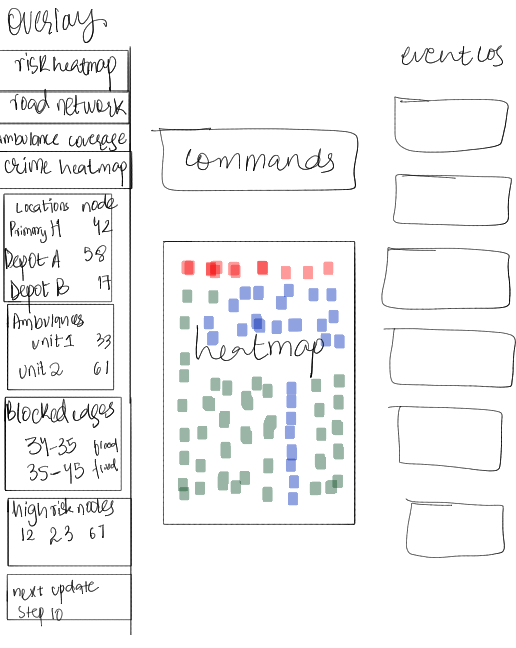 Overlay
risk heatmap
road network
ambulance coverage
crime heatmap
Locations node
Primary H 42
Depot A 58
Depot B 17
Ambulances
unit 1 33
unit 2 61
Blocked edges
34-35 flood
35-45 flood
high risk nodes
12 23 67
next update
Step 10
commands
heatmap
event log